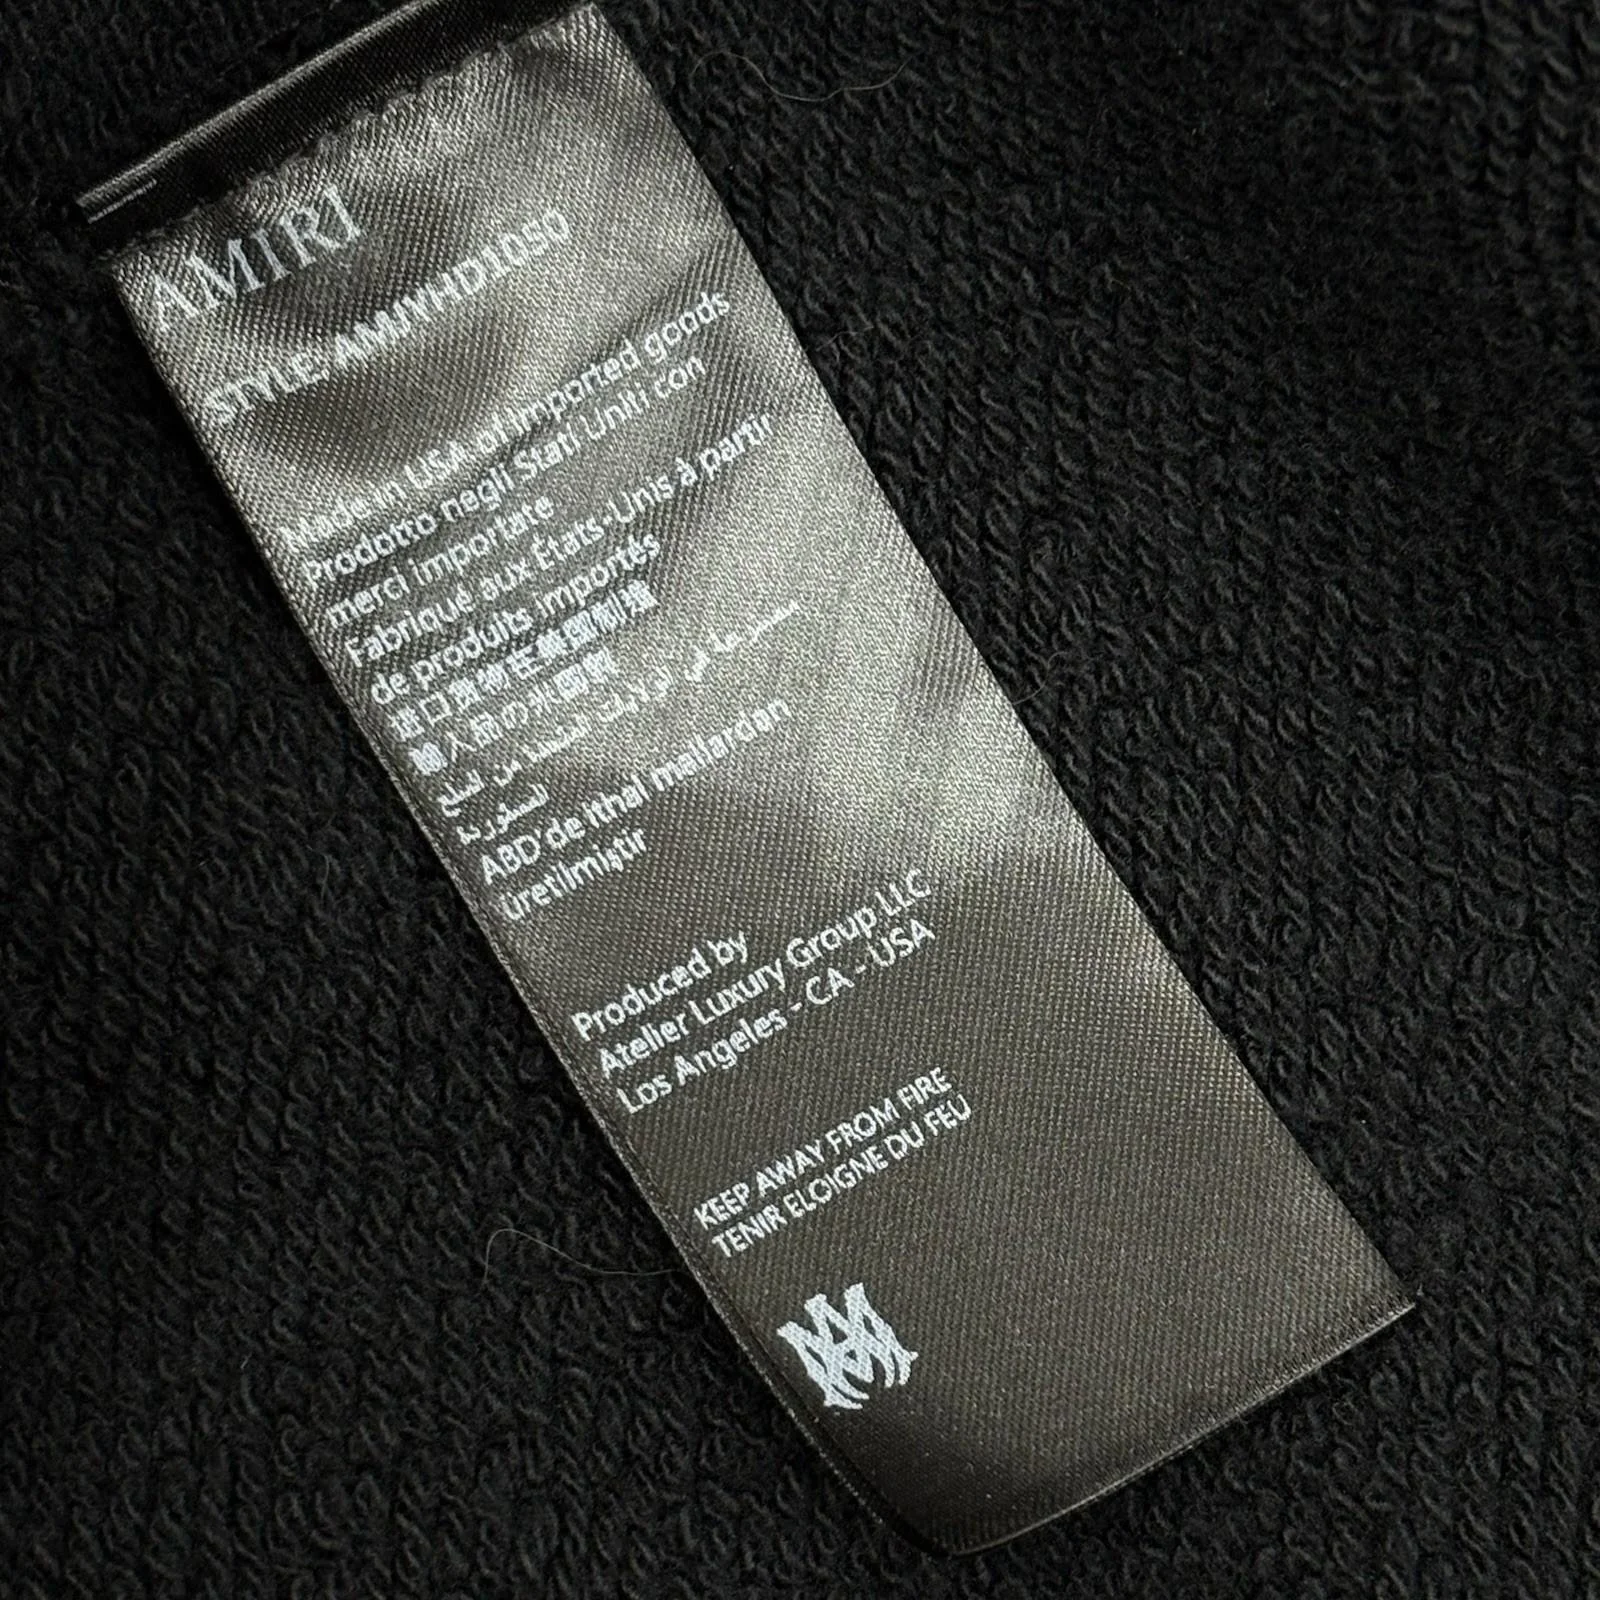 AMIRI
STYLE: AMJYHD1050
Made in USA of imported goods
Prodotto negli Stati Uniti con
merci importate
Fabriqué aux États-Unis à partir
de produits importés
ABD'de ithal mallardan
üretilmiştir
Produced by
Atelier Luxury Group LLC
Los Angeles - CA - USA
KEEP AWAY FROM FIRE
TENIR ELOIGNE DU FEU